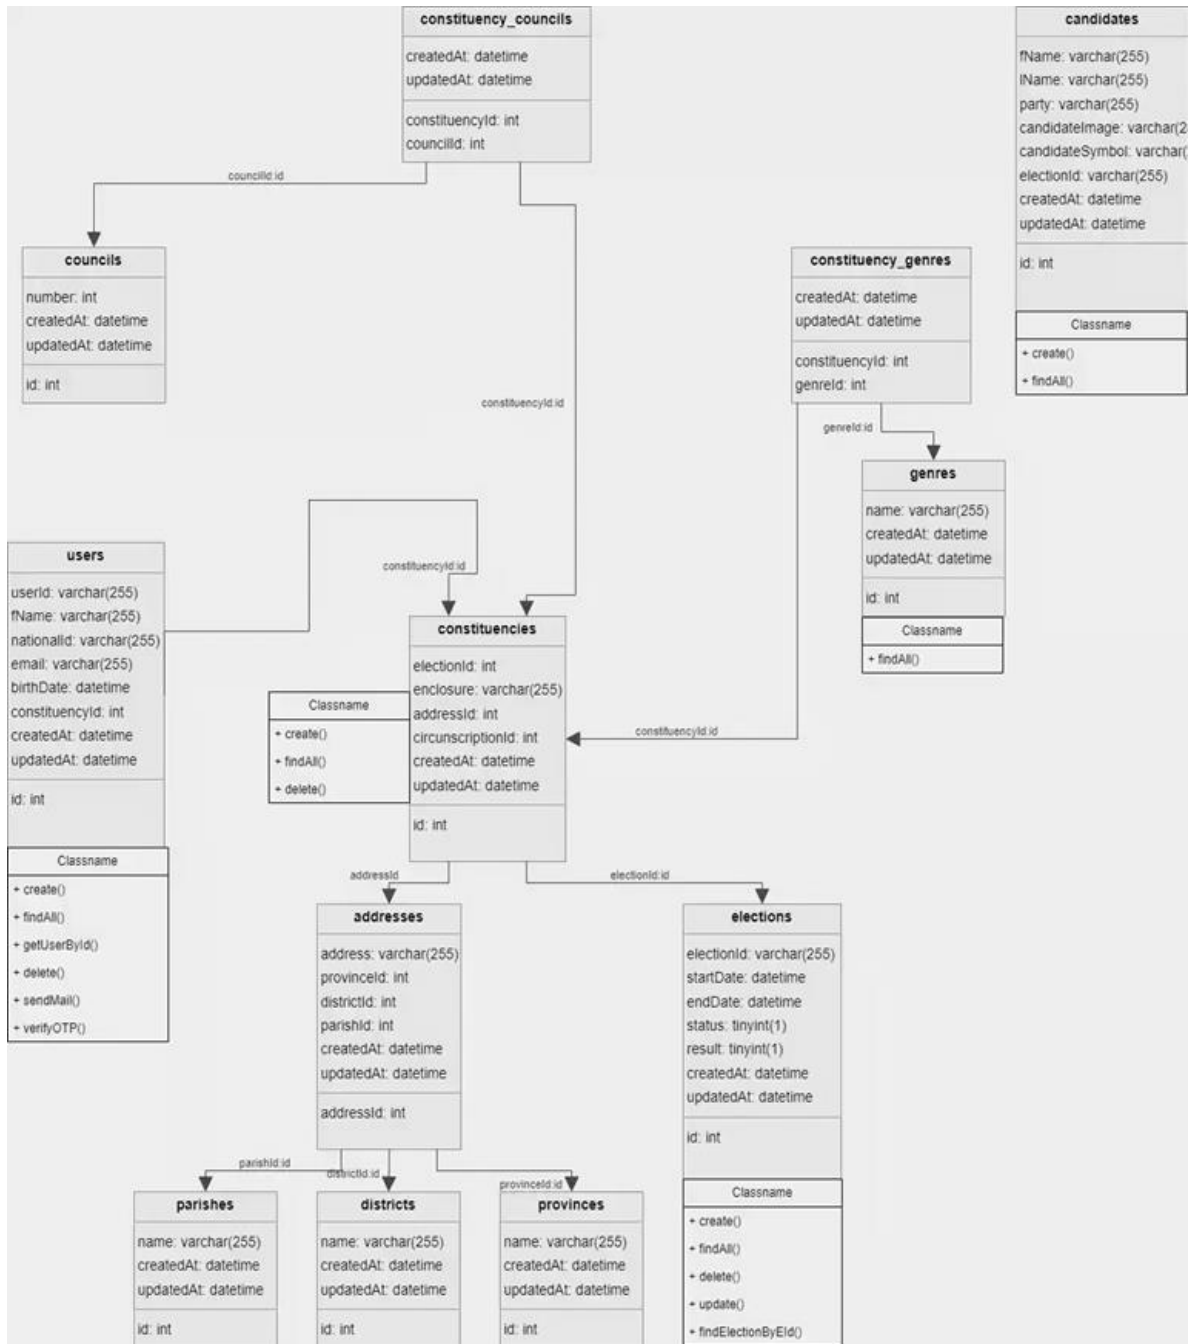 constituency_councils
createdAt: datetime
updatedAt: datetime
constituencyId: int
councilId: int
candidates
fName: varchar(255)
lName: varchar(255)
party: varchar(255)
candidateImage: varchar(2
candidateSymbol: varchar(
electionId: varchar(255)
createdAt: datetime
updatedAt: datetime
id: int
Classname
+ create()
+ findAll()
councilId:id
councils
number: int
createdAt: datetime
updatedAt: datetime
id: int
constituency_genres
createdAt: datetime
updatedAt: datetime
constituencyId: int
genreId: int
constituencyId:id
genreId:id
genres
name: varchar(255)
createdAt: datetime
updatedAt: datetime
id: int
Classname
+ findAll()
users
userId: varchar(255)
fName: varchar(255)
nationalId: varchar(255)
email: varchar(255)
birthDate: datetime
constituencyId: int
createdAt: datetime
updatedAt: datetime
id: int
Classname
+ create()
+ findAll()
+ getUserById()
+ delete()
+ sendMail()
+ verifyOTP()
constituencyId:id
constituencies
electionId: int
enclosure: varchar(255)
addressId: int
circunscriptionId: int
createdAt: datetime
updatedAt: datetime
id: int
Classname
+ create()
+ findAll()
+ delete()
constituencyId:id
addressId
electionId:id
addresses
address: varchar(255)
provinceId: int
districtId: int
parishId: int
createdAt: datetime
updatedAt: datetime
addressId: int
elections
electionId: varchar(255)
startDate: datetime
endDate: datetime
status: tinyint(1)
result: tinyint(1)
createdAt: datetime
updatedAt: datetime
id: int
Classname
+ create()
+ findAll()
+ delete()
+ update()
+ findElectionByEId()
parishId:id
districtId:id
provinceId:id
parishes
name: varchar(255)
createdAt: datetime
updatedAt: datetime
id: int
districts
name: varchar(255)
createdAt: datetime
updatedAt: datetime
id: int
provinces
name: varchar(255)
createdAt: datetime
updatedAt: datetime
id: int